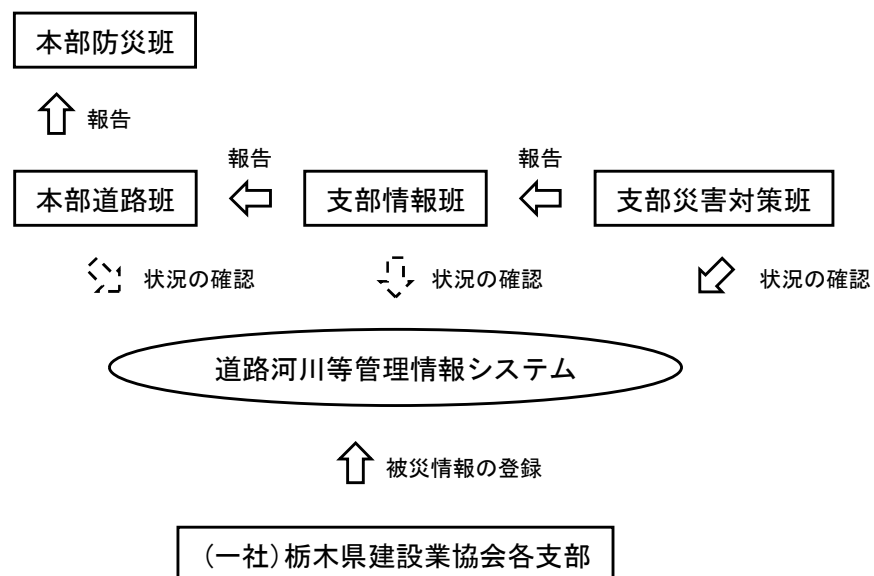 本部防災班
報告
報告
報告
本部道路班
支部情報班
支部災害対策班
状況の確認
状況の確認
状況の確認
道路河川等管理情報システム
被災情報の登録
(一社)栃木県建設業協会各支部